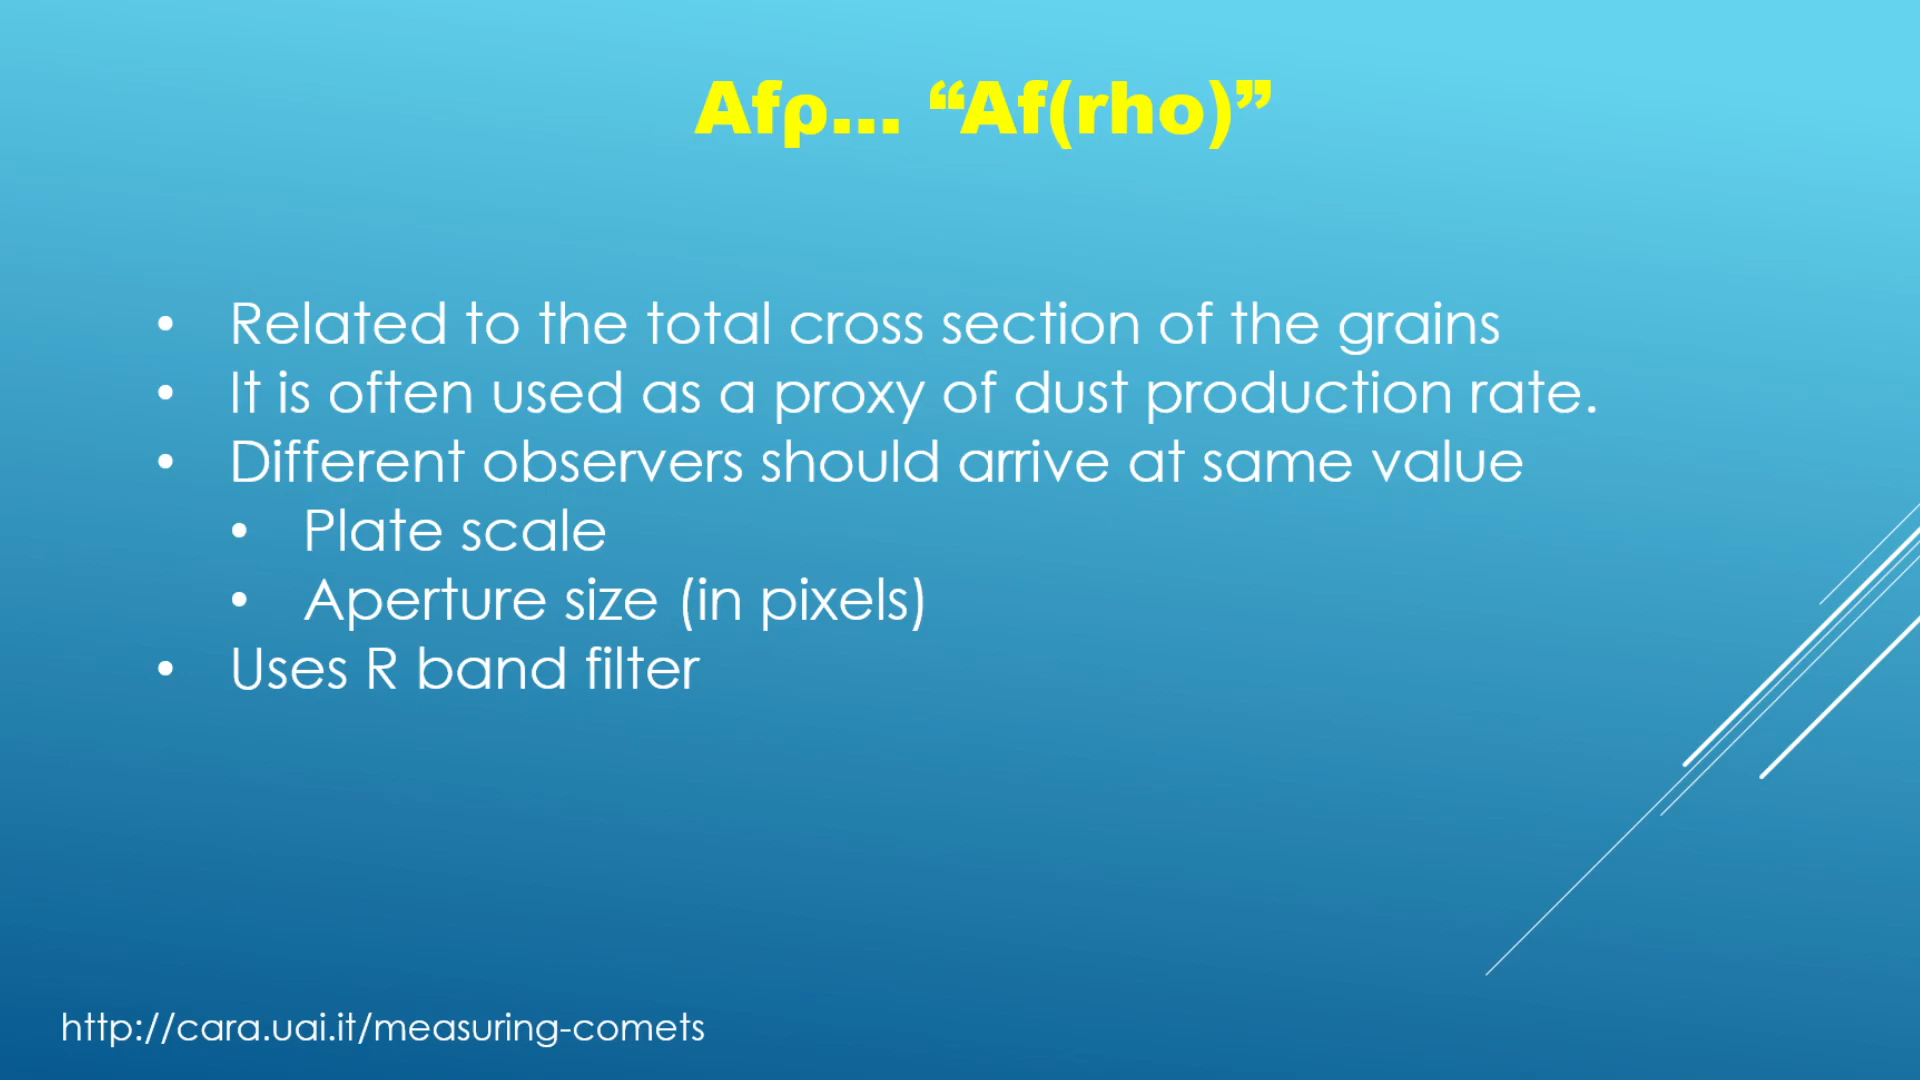 Afρ... “Af(rho)”
• Related to the total cross section of the grains
• It is often used as a proxy of dust production rate.
• Different observers should arrive at same value
• Plate scale
• Aperture size (in pixels)
• Uses R band filter
http://cara.uai.it/measuring-comets